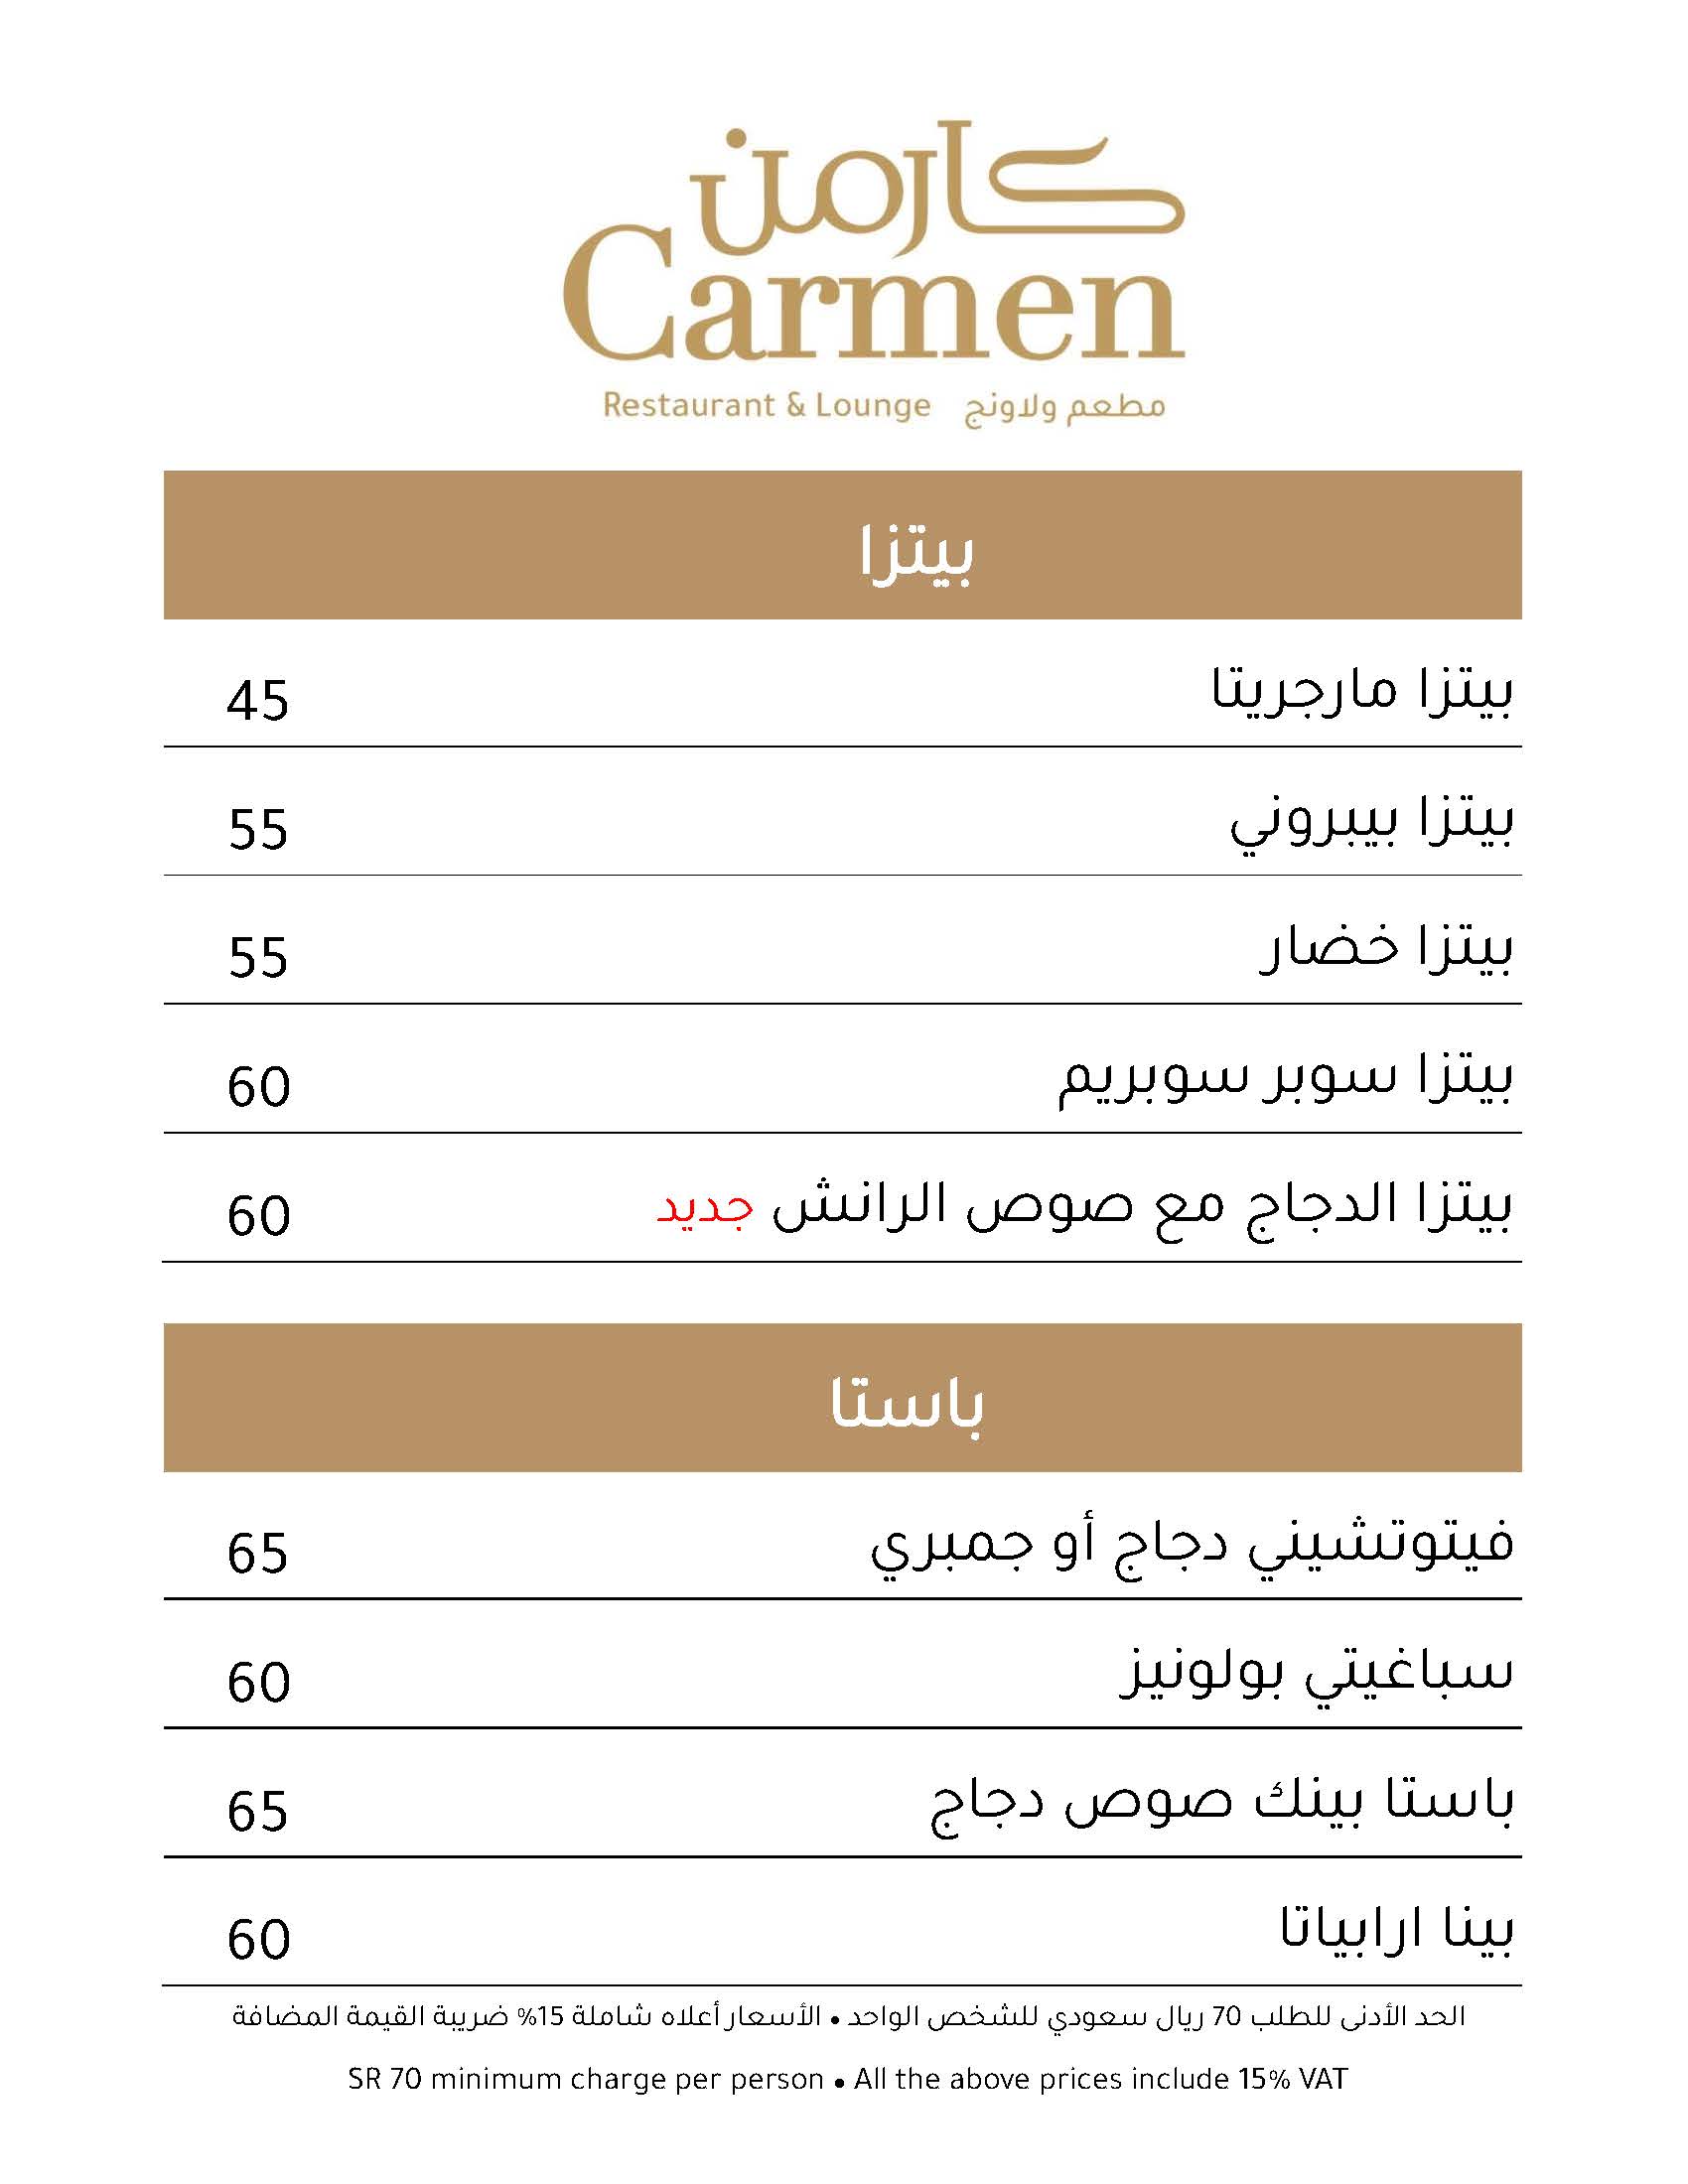 كارمن
Carmen
Restaurant & Lounge مطعم ولاونج
بيتزا
بيتزا مارجريتا 45
بيتزا بيبروني 55
بيتزا خضار 55
بيتزا سوبر سوبريم 60
بيتزا الدجاج مع صوص الرانش جديد 60
باستا
فيتوتشيني دجاج أو جمبري 65
سباغيتي بولونيز 60
باستا بينك صوص دجاج 65
بينا ارابياتا 60
الحد الأدنى للطلب 70 ريال سعودي للشخص الواحد • الأسعار أعلاه شاملة 15% ضريبة القيمة المضافة
SR 70 minimum charge per person • All the above prices include 15% VAT